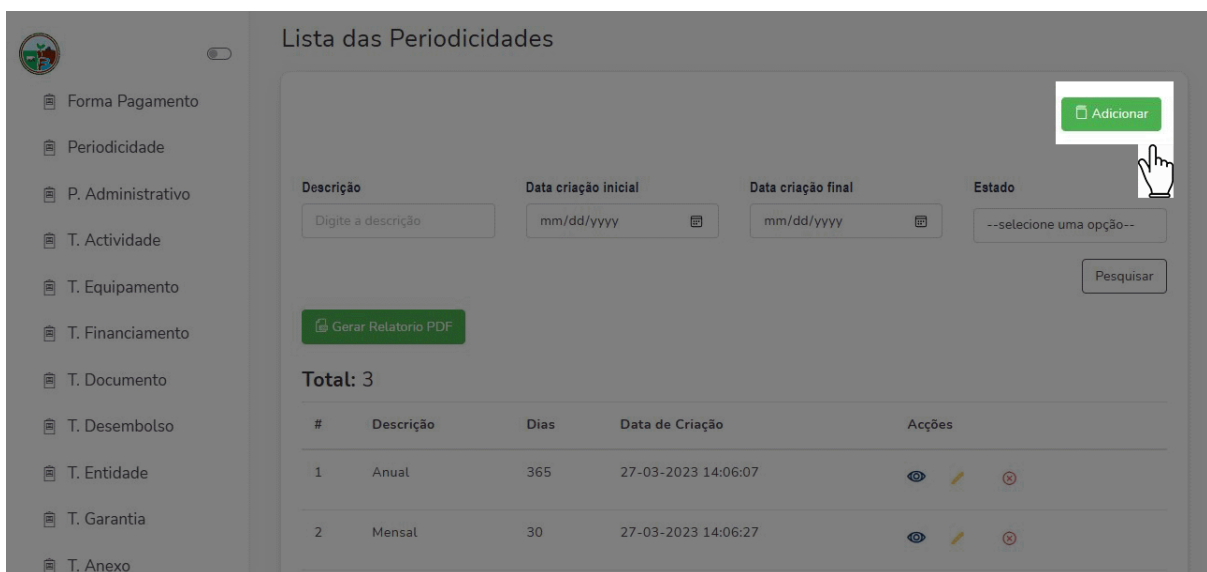 Lista das Periodicidades
Forma Pagamento
Periodicidade
P. Administrativo
T. Actividade
T. Equipamento
T. Financiamento
T. Documento
T. Desembolso
T. Entidade
T. Garantia
T. Anexo
Adicionar
Descrição Data criação inicial Data criação final Estado
Digite a descrição mm/dd/yyyy mm/dd/yyyy --selecione uma opção--
Pesquisar
Gerar Relatorio PDF
Total: 3
# Descrição Dias Data de Criação Acções
1 Anual 365 27-03-2023 14:06:07
2 Mensal 30 27-03-2023 14:06:27